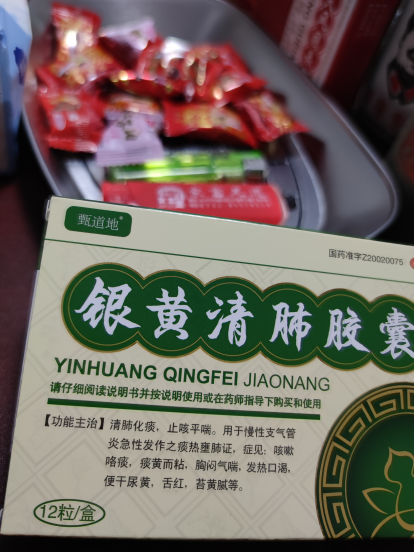 甄道地®
国药准字Z20020075
银黄清肺胶囊
YINHUANG QINGFEI JIAONANG
请仔细阅读说明书并按说明使用或在药师指导下购买和使用
【功能主治】清肺化痰，止咳平喘。用于慢性支气管
炎急性发作之痰热壅肺证，症见：咳嗽
咯痰，痰黄而粘，胸闷气喘，发热口渴，
便干尿黄，舌红，苔黄腻等。
12粒/盒